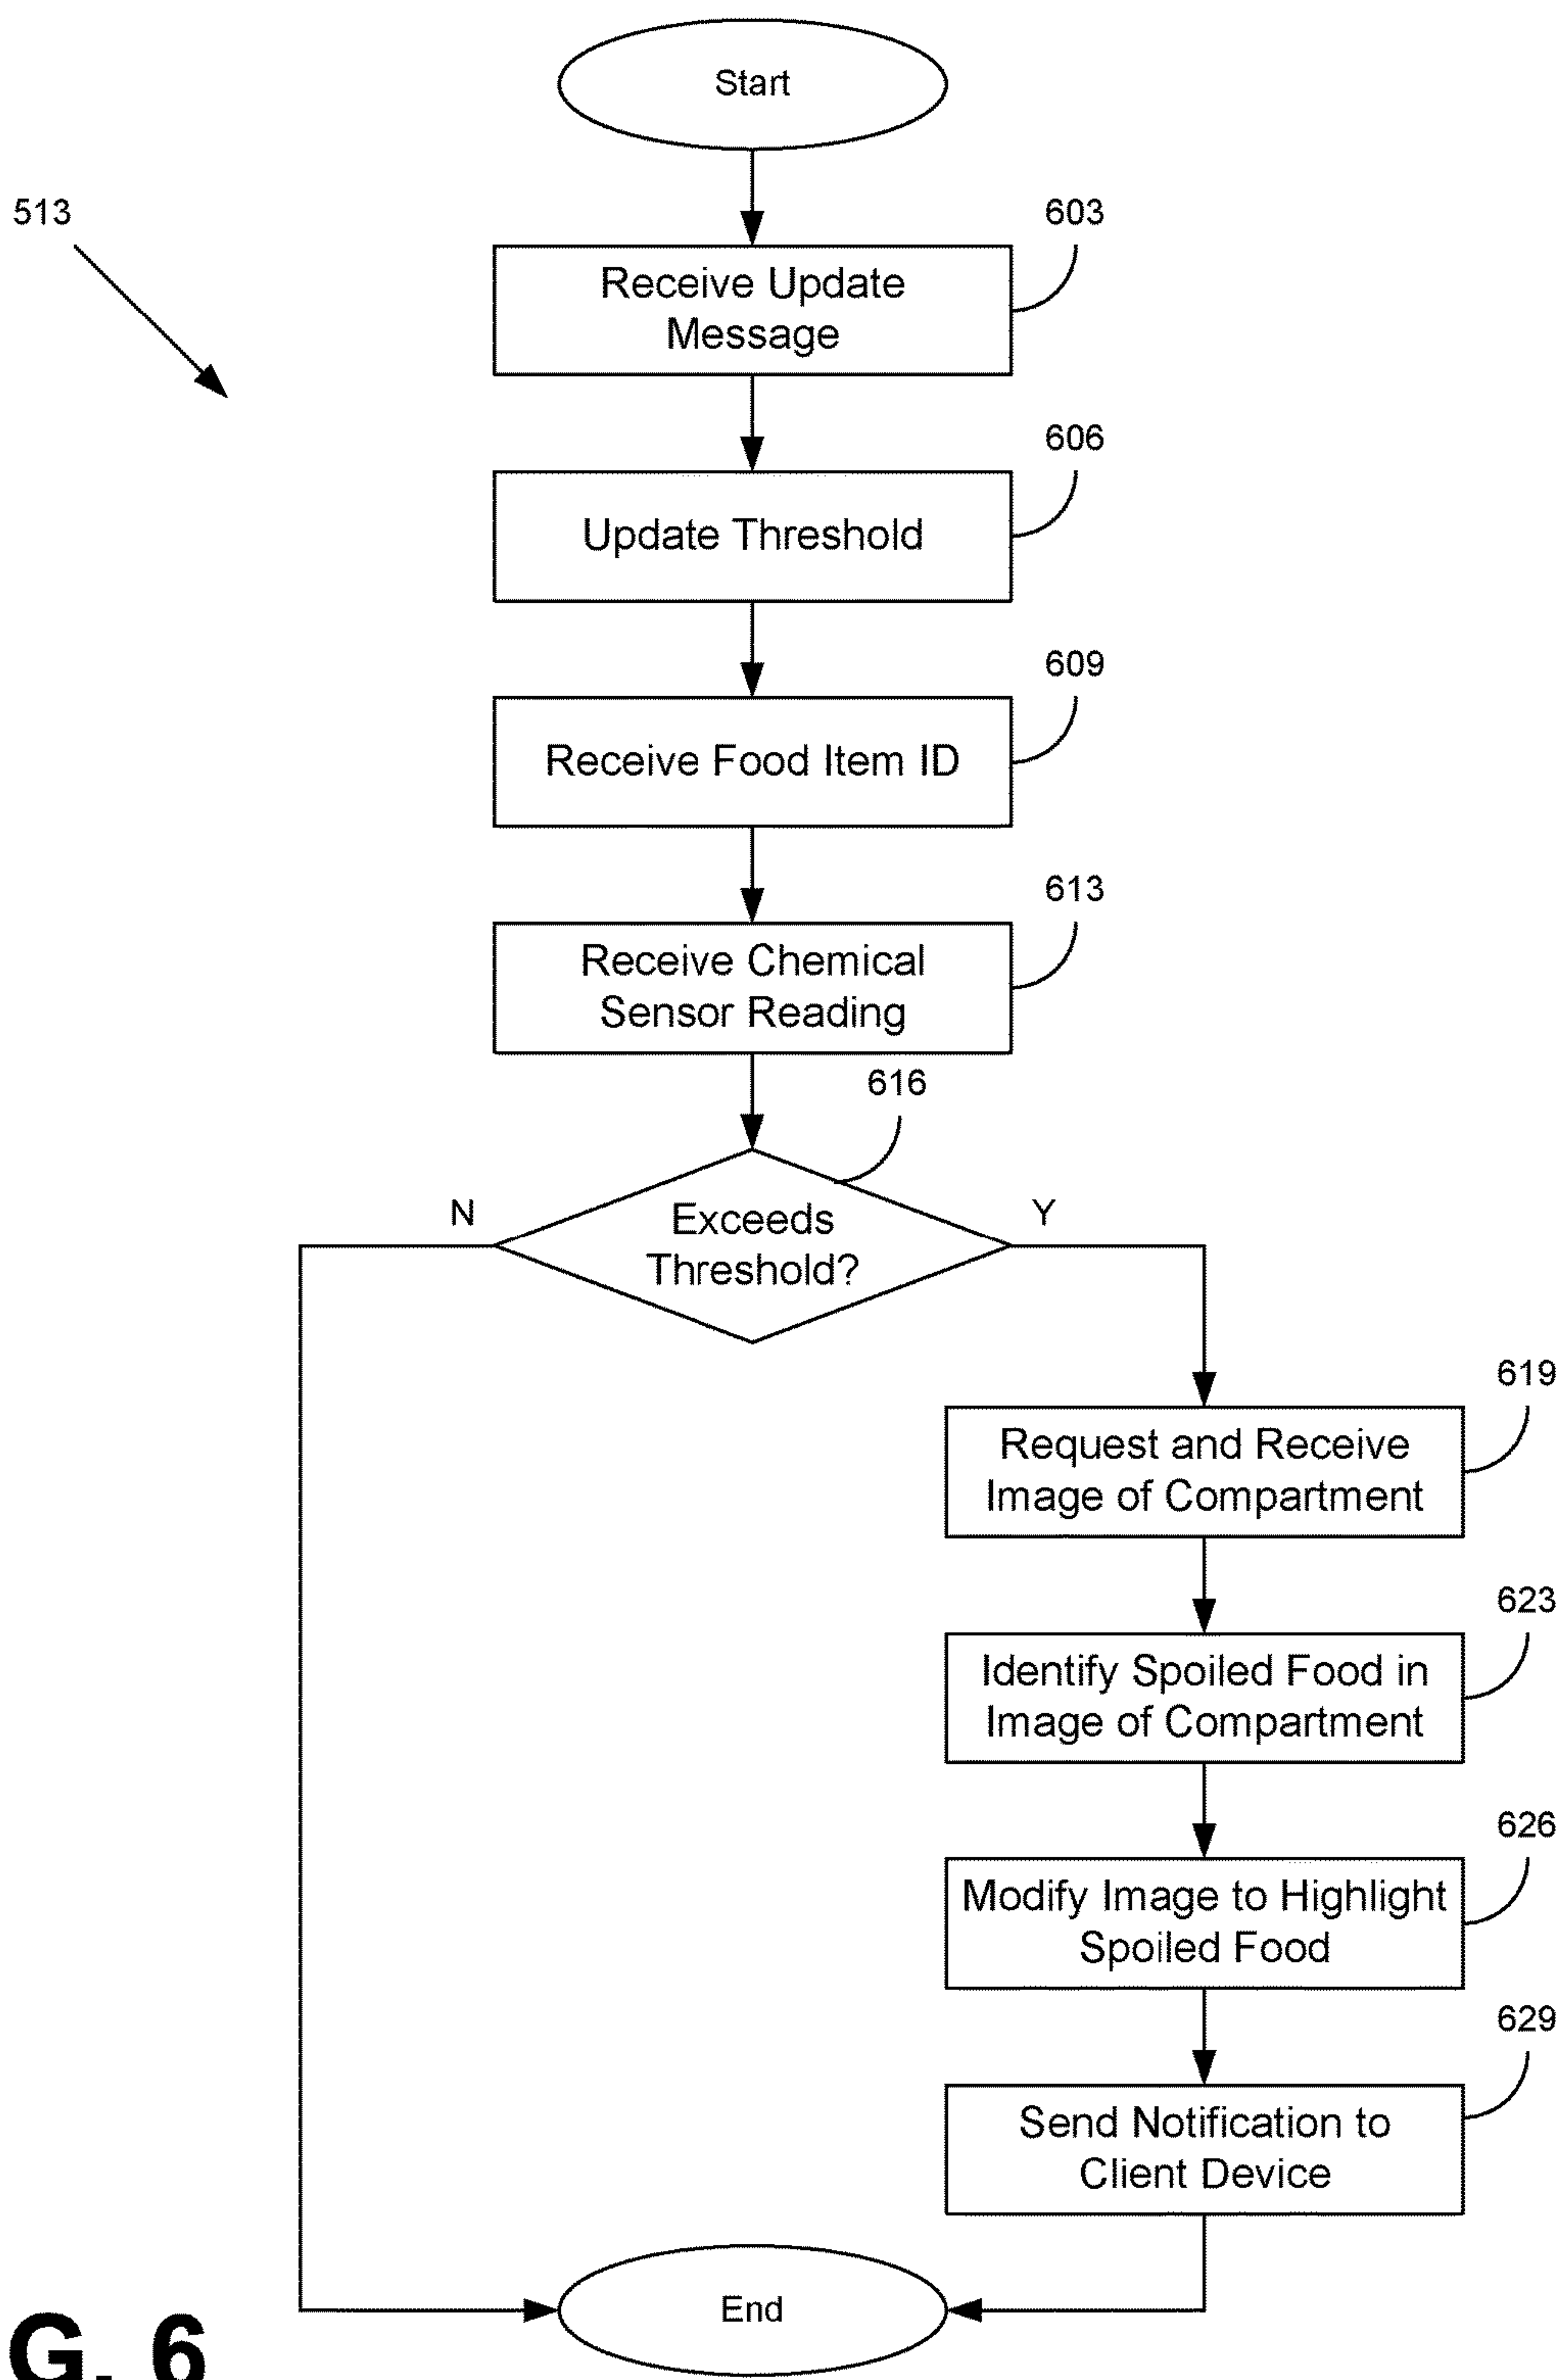 Start
513
603
Receive Update
Message
606
Update Threshold
609
Receive Food Item ID
613
Receive Chemical
Sensor Reading
616
N
Exceeds
Threshold?
Y
619
Request and Receive
Image of Compartment
623
Identify Spoiled Food in
Image of Compartment
626
Modify Image to Highlight
Spoiled Food
629
Send Notification to
Client Device
End
G. 6